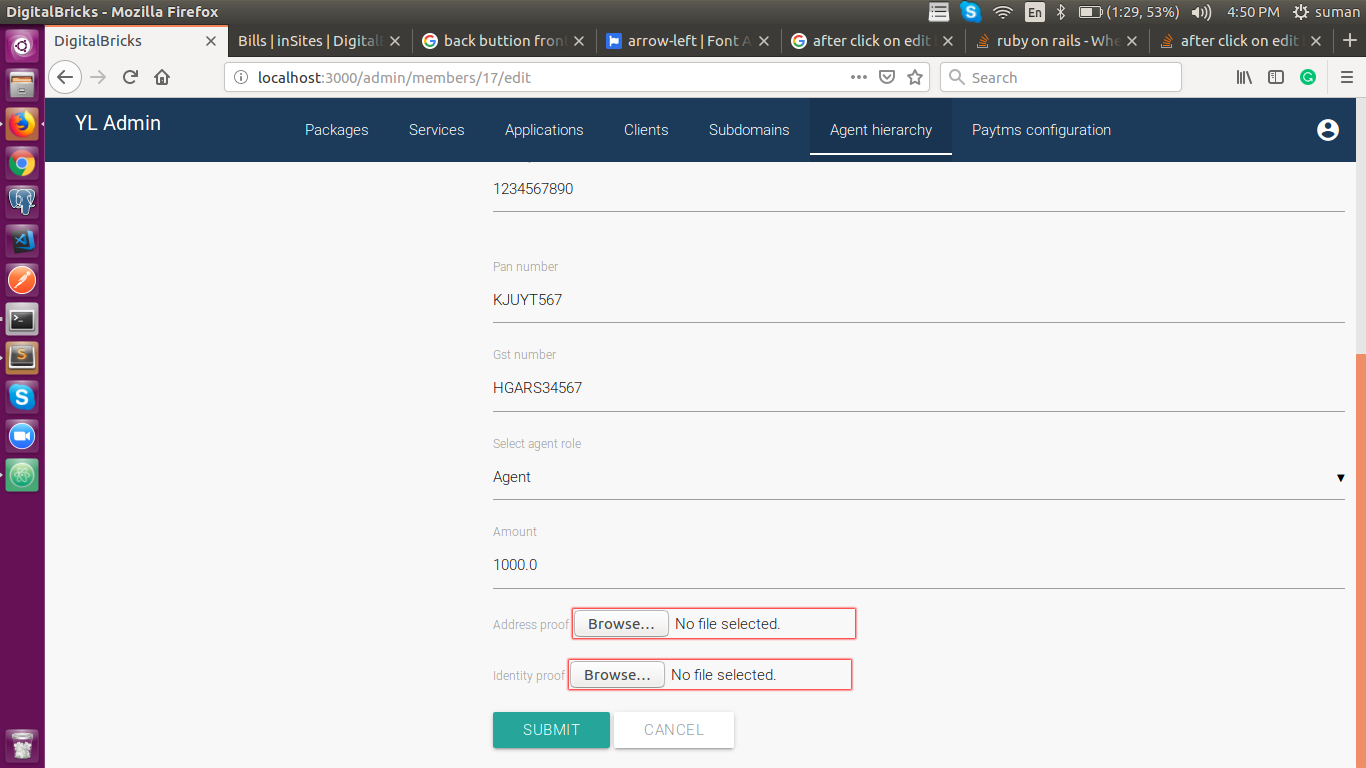 DigitalBricks - Mozilla Firefox
En (1:29, 53%) 4:50 PM suman
DigitalBricks Bills | inSites | Digital back buttion fron arrow-left | Font A after click on edit ruby on rails - Whe after click on edit
localhost:3000/admin/members/17/edit Search
YL Admin Packages Services Applications Clients Subdomains Agent hierarchy Paytms configuration
1234567890
Pan number
KJUYT567
Gst number
HGARS34567
Select agent role
Agent
Amount
1000.0
Address proof Browse... No file selected.
Identity proof Browse... No file selected.
SUBMIT CANCEL